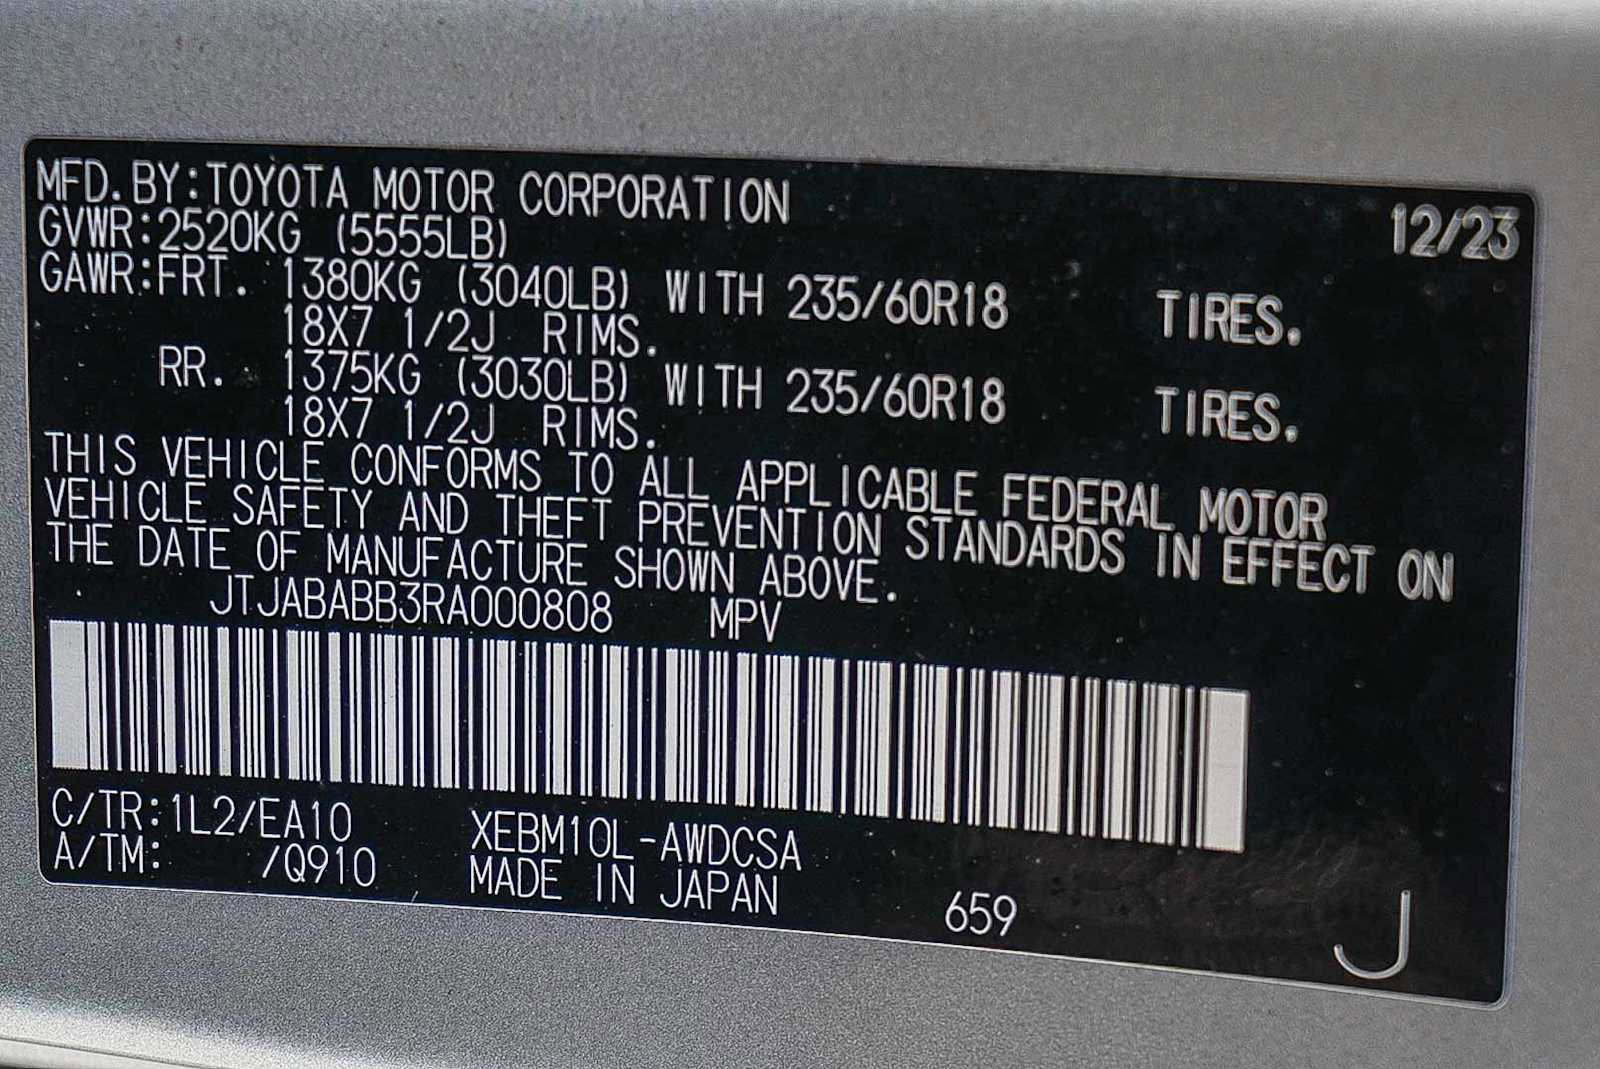 MFD.BY:TOYOTA MOTOR CORPORATION 12/23
GVWR:2520KG (5555LB)
GAWR:FRT. 1380KG (3040LB) WITH 235/60R18 TIRES.
18X7 1/2J RIMS.
RR. 1375KG (3030LB) WITH 235/60R18 TIRES.
18X7 1/2J RIMS.
THIS VEHICLE CONFORMS TO ALL APPLICABLE FEDERAL MOTOR
VEHICLE SAFETY AND THEFT PREVENTION STANDARDS IN EFFECT ON
THE DATE OF MANUFACTURE SHOWN ABOVE.
JTJABABB3RA000808 MPV
C/TR:1L2/EA10 XEBM10L-AWDCSA
A/TM: /Q910 MADE IN JAPAN 659
J